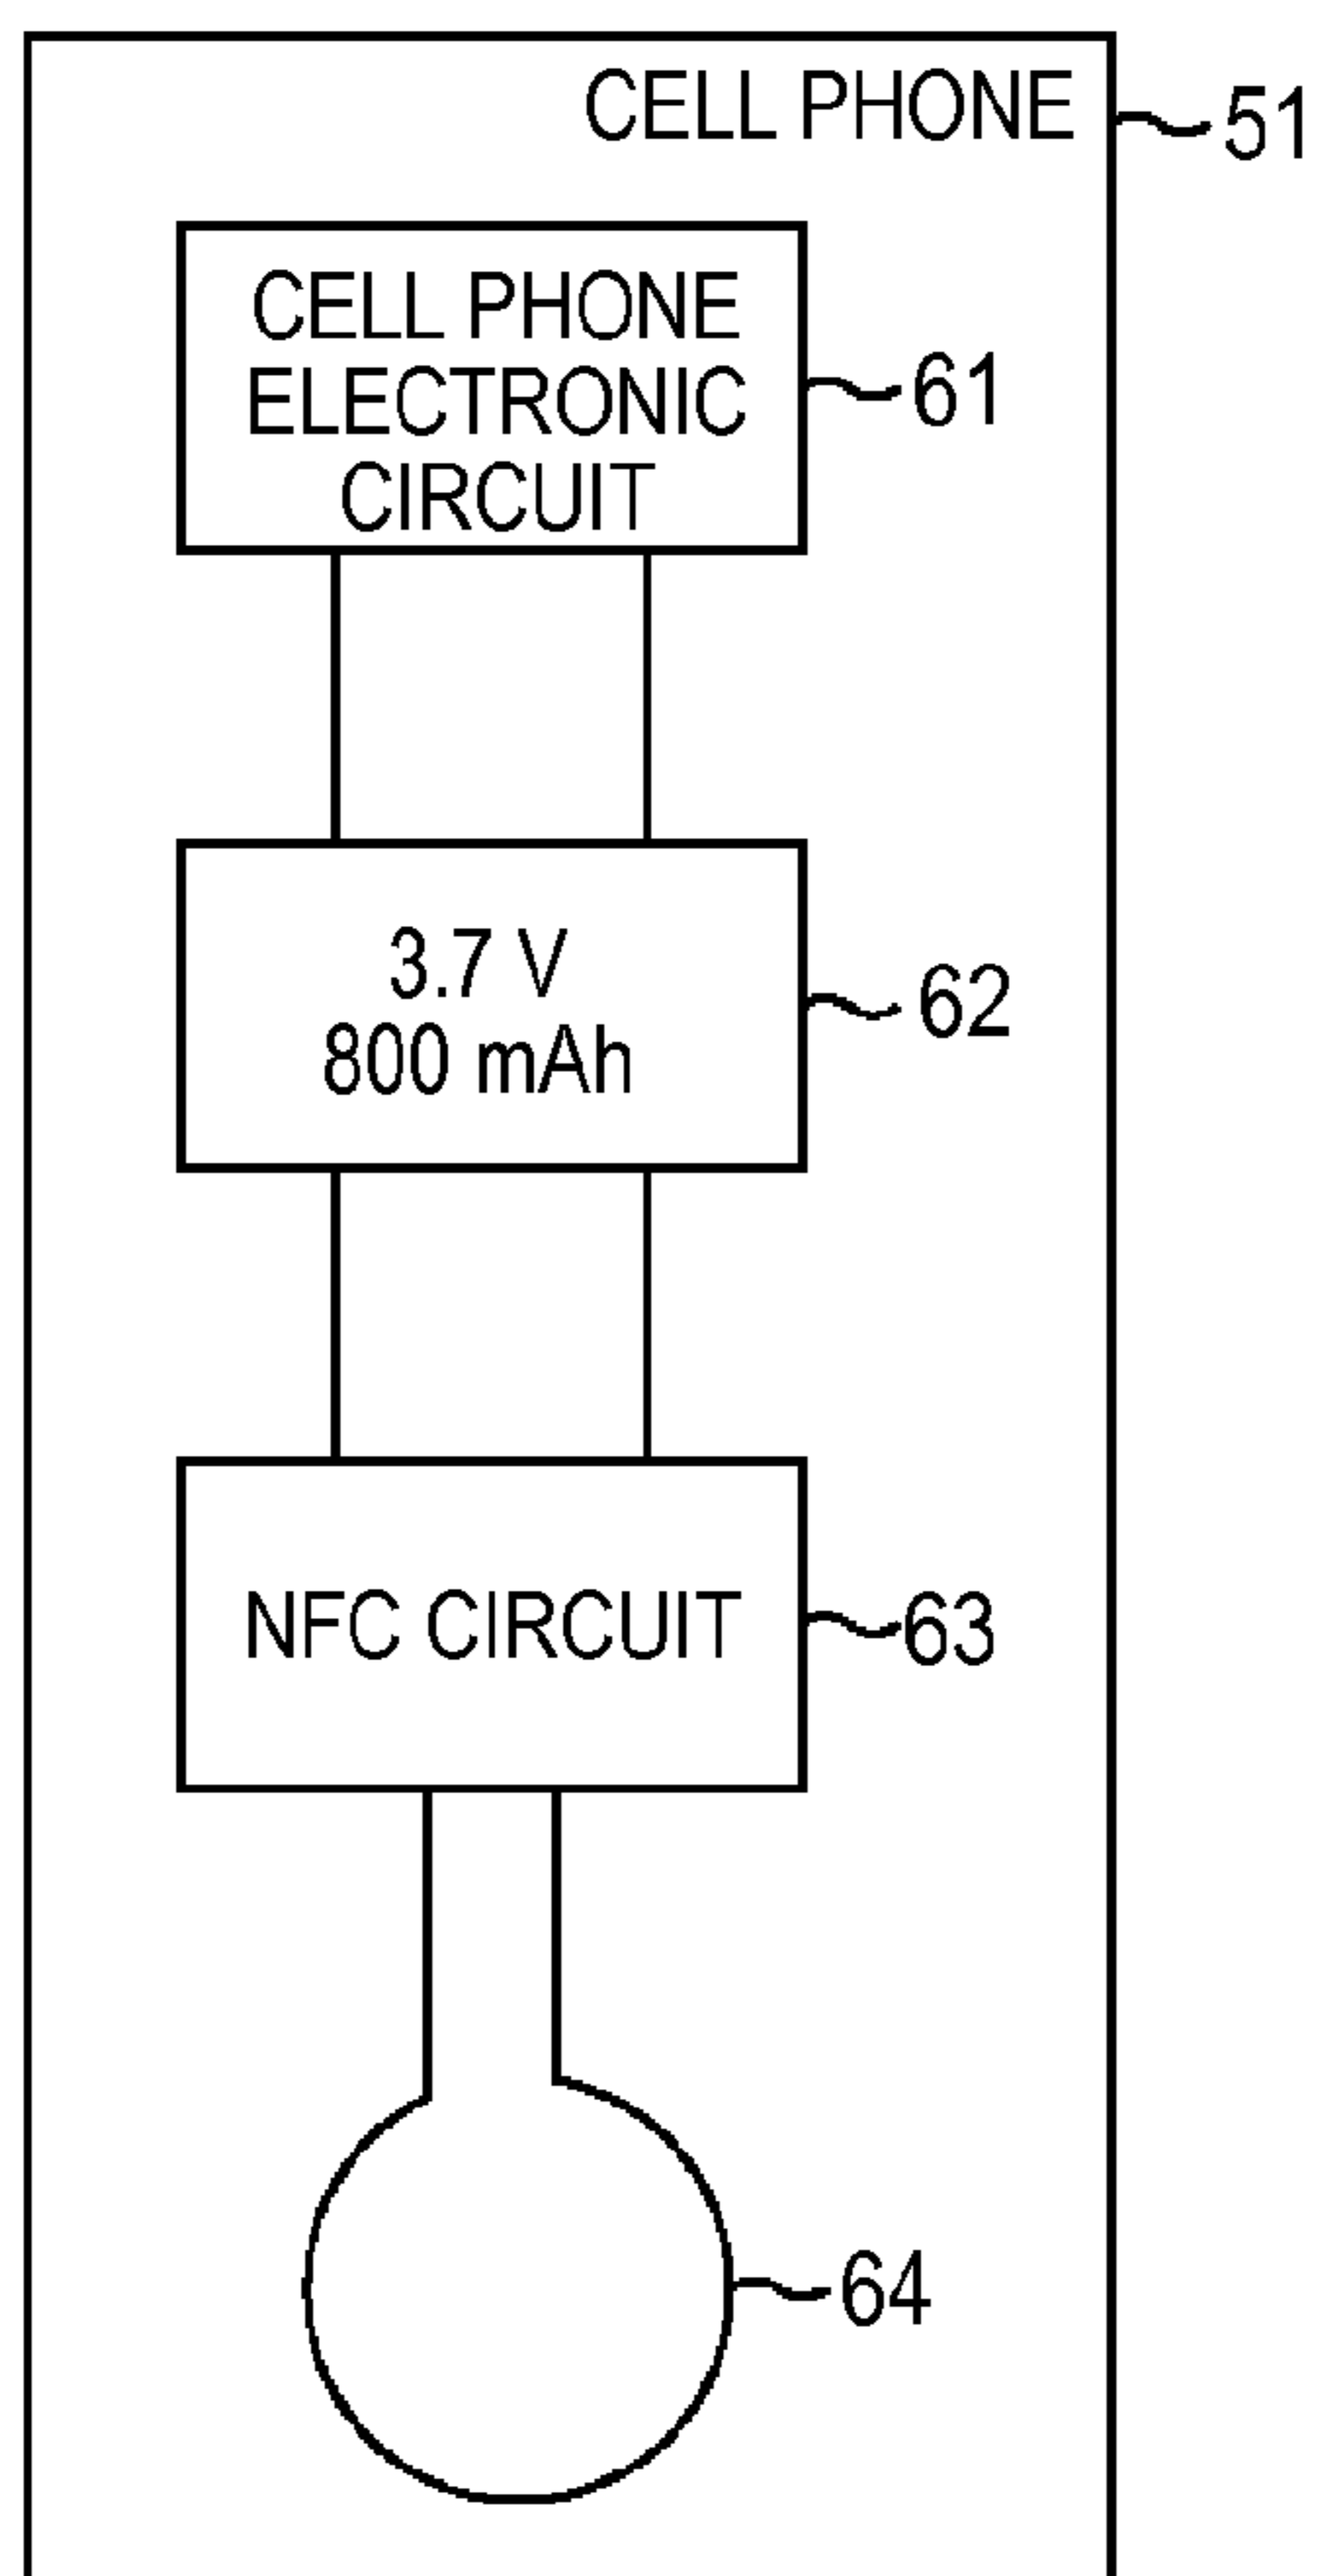 CELL PHONE
51
CELL PHONE
ELECTRONIC
CIRCUIT
61
3.7 V
800 mAh
62
NFC CIRCUIT
63
64